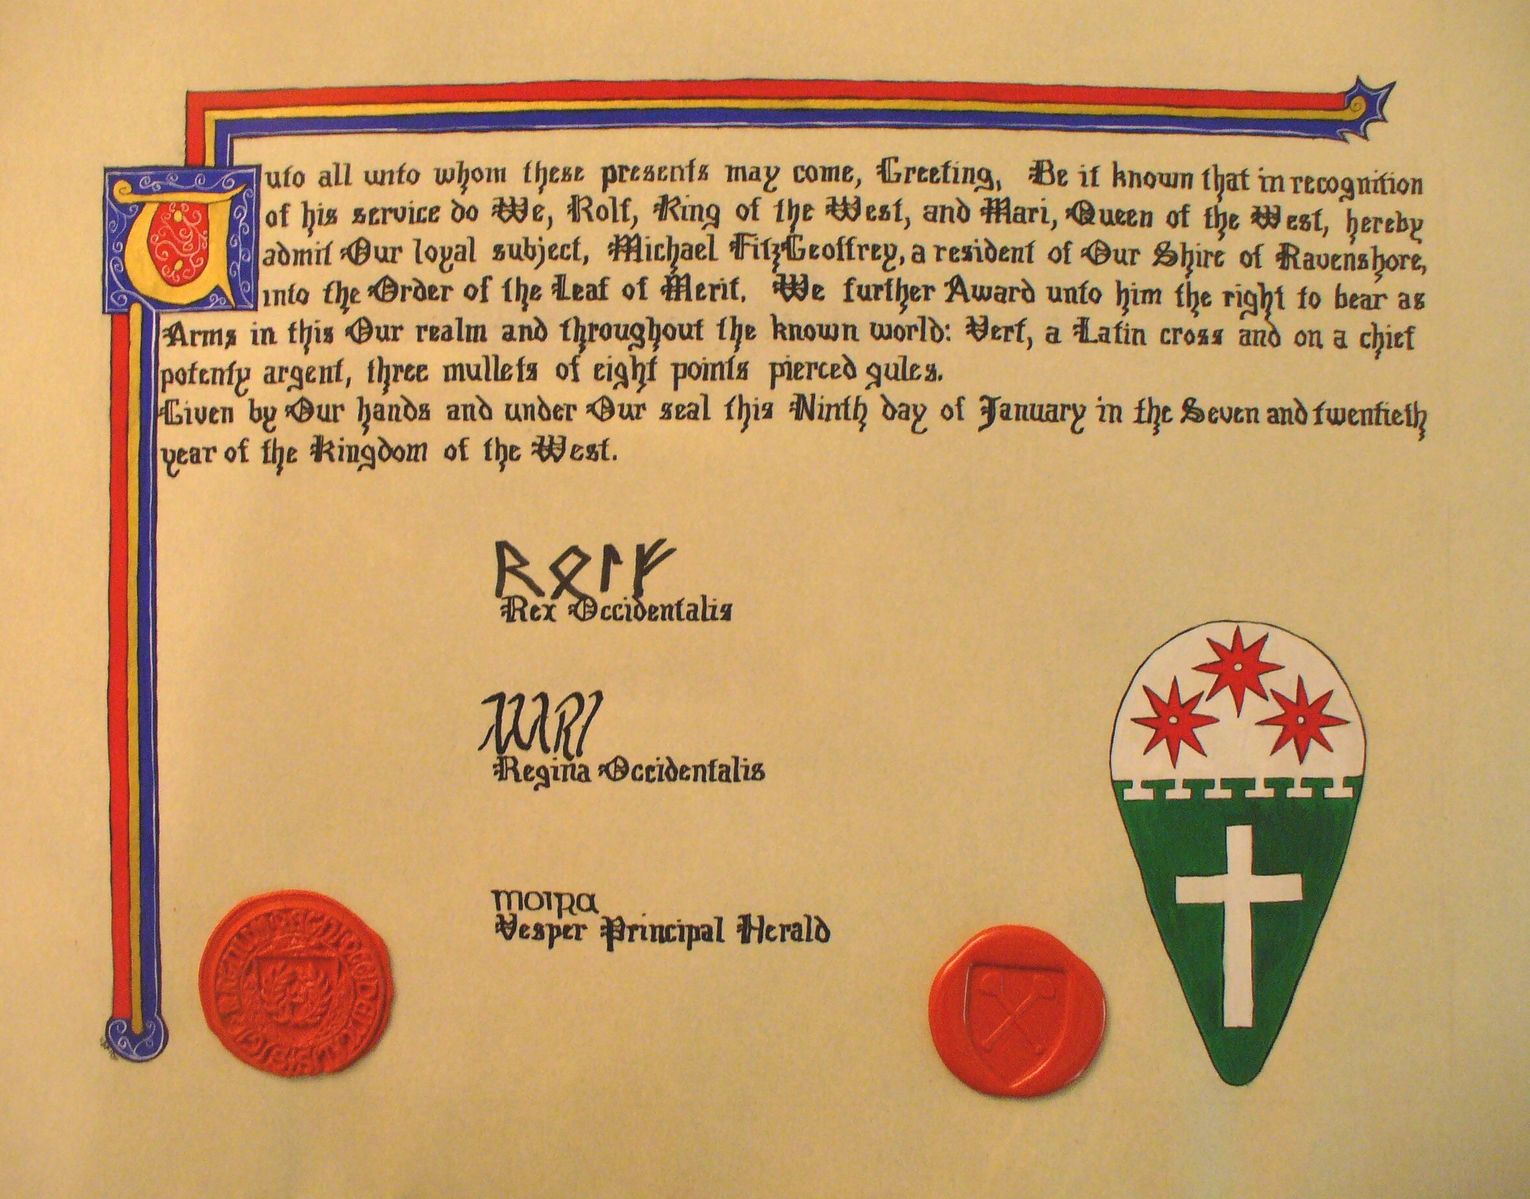 Unto all unto whom these presents may come, Greeting, Be it known that in recognition
of his service do We, Rolf, King of the West, and Mari, Queen of the West, hereby
admit Our loyal subject, Michael FitzGeoffrey, a resident of Our Shire of Ravenshore,
into the Order of the Leaf of Merit. We further Award unto him the right to bear as
Arms in this Our realm and throughout the known world: Vert, a Latin cross and on a chief
potenty argent, three mullets of eight points pierced gules.
Given by Our hands and under Our seal this Ninth day of January in the Seven and twentieth
year of the Kingdom of the West.
ᚱᛟᛚᚠ
Rex Occidentalis
MARI
Regina Occidentalis
moira
Vesper Principal Herald